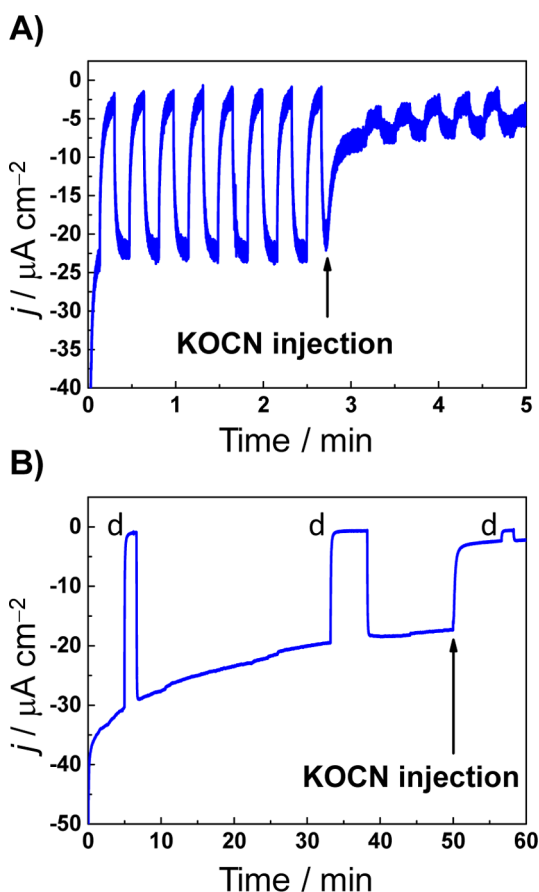 A)
0
-5
-10
-15
-20
-25
-30
-35
-40
j / μA cm⁻²
KOCN injection
0 1 2 3 4 5
Time / min
B)
d d d
0
-10
-20
-30
-40
-50
j / μA cm⁻²
KOCN injection
0 10 20 30 40 50 60
Time / min